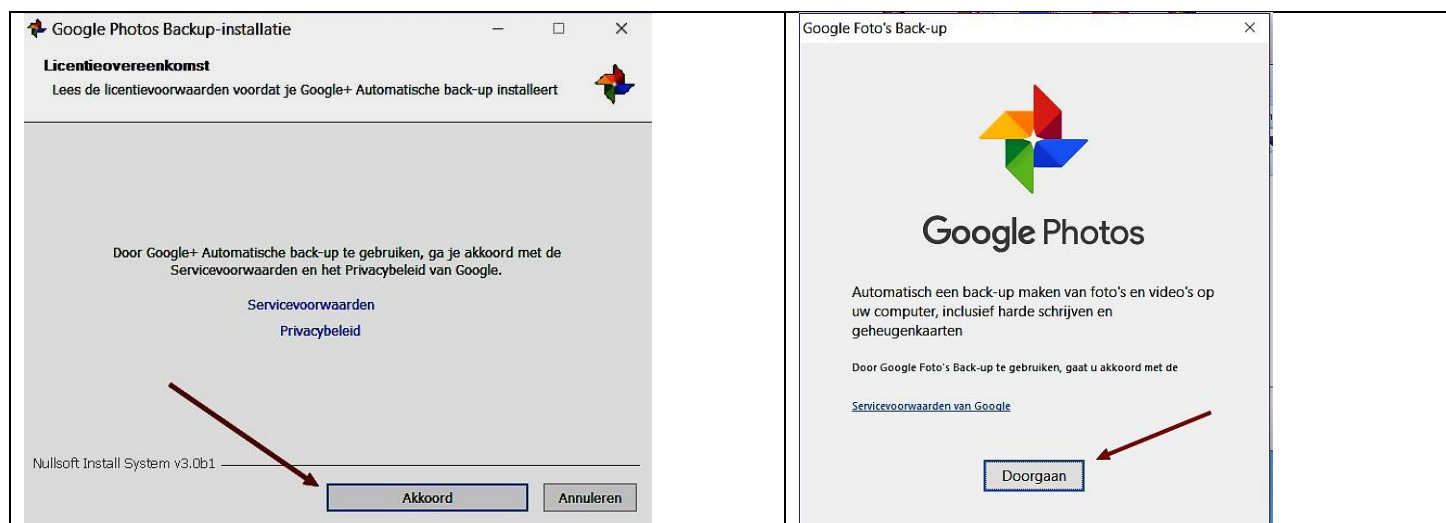 Google Photos Backup-installatie
Licentieovereenkomst
Lees de licentievoorwaarden voordat je Google+ Automatische back-up installeert
Door Google+ Automatische back-up te gebruiken, ga je akkoord met de
Servicevoorwaarden en het Privacybeleid van Google.
Servicevoorwaarden
Privacybeleid
Nullsoft Install System v3.0b1
Akkoord
Annuleren
Google Foto's Back-up
Google Photos
Automatisch een back-up maken van foto's en video's op
uw computer, inclusief harde schrijven en
geheugenkaarten
Door Google Foto's Back-up te gebruiken, gaat u akkoord met de
Servicevoorwaarden van Google
Doorgaan